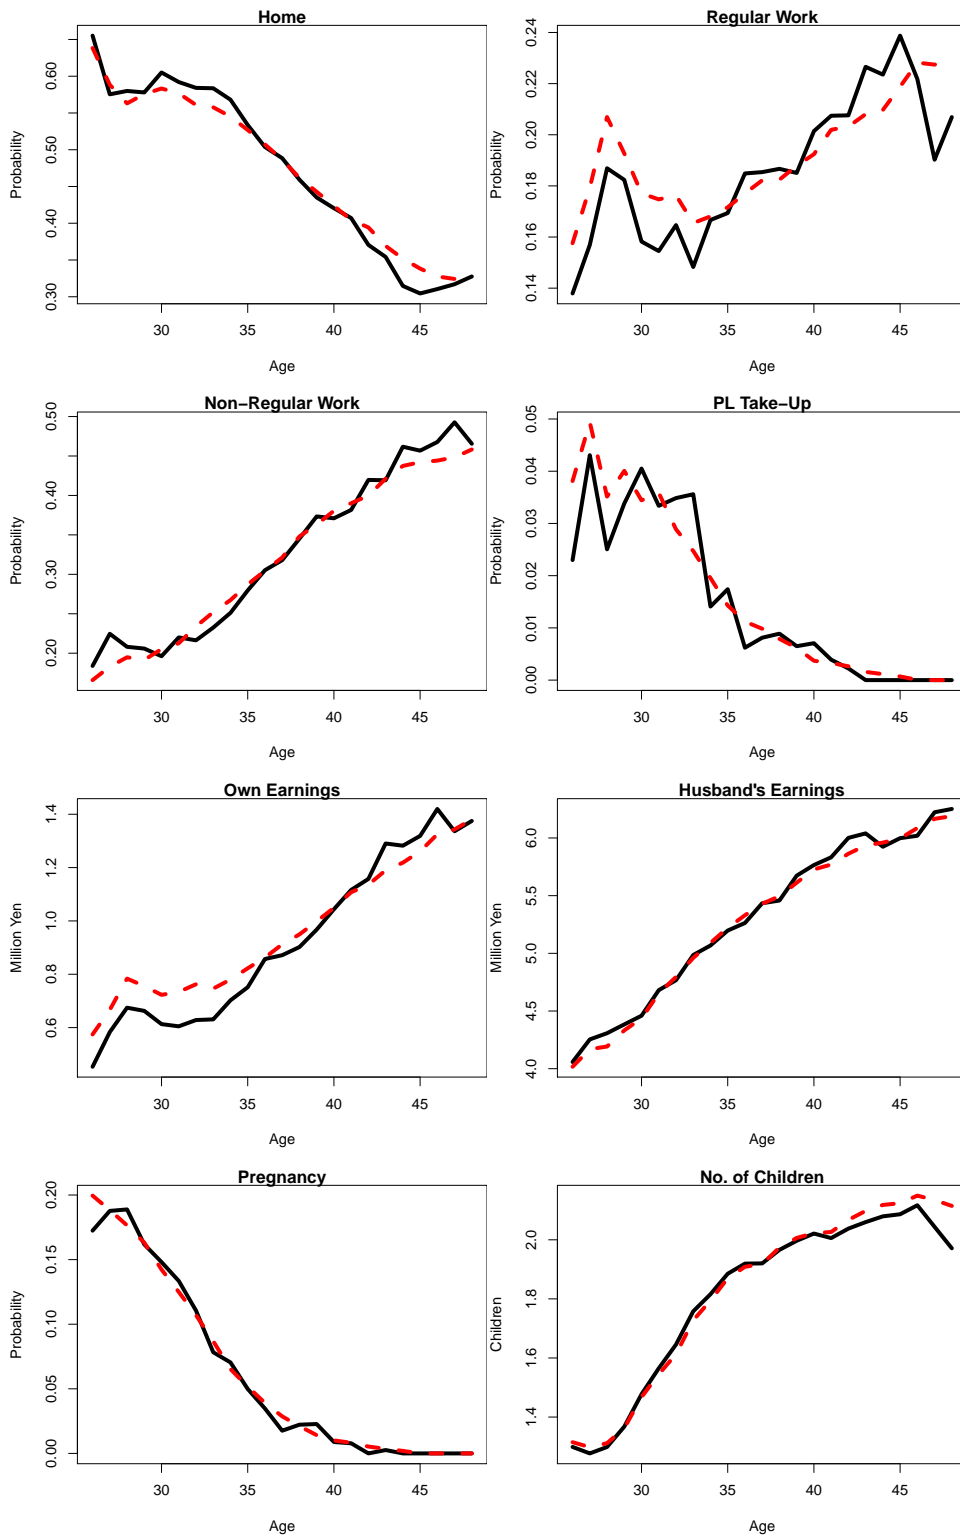 Home
Probability
0.30 0.40 0.50 0.60
30 35 40 45
Age
Regular Work
Probability
0.14 0.16 0.18 0.20 0.22 0.24
30 35 40 45
Age
Non−Regular Work
Probability
0.20 0.30 0.40 0.50
30 35 40 45
Age
PL Take−Up
Probability
0.00 0.01 0.02 0.03 0.04 0.05
30 35 40 45
Age
Own Earnings
Million Yen
0.6 0.8 1.0 1.2 1.4
30 35 40 45
Age
Husband's Earnings
Million Yen
4.0 4.5 5.0 5.5 6.0
30 35 40 45
Age
Pregnancy
Probability
0.00 0.05 0.10 0.15 0.20
30 35 40 45
Age
No. of Children
Children
1.4 1.6 1.8 2.0
30 35 40 45
Age